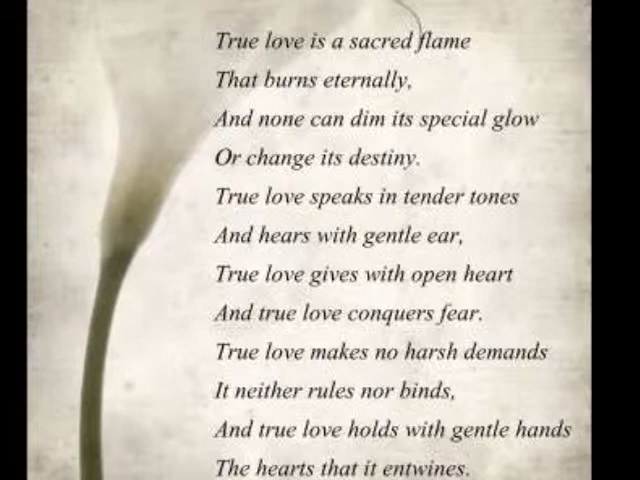 True love is a sacred flame
That burns eternally,
And none can dim its special glow
Or change its destiny.
True love speaks in tender tones
And hears with gentle ear,
True love gives with open heart
And true love conquers fear.
True love makes no harsh demands
It neither rules nor binds,
And true love holds with gentle hands
The hearts that it entwines.